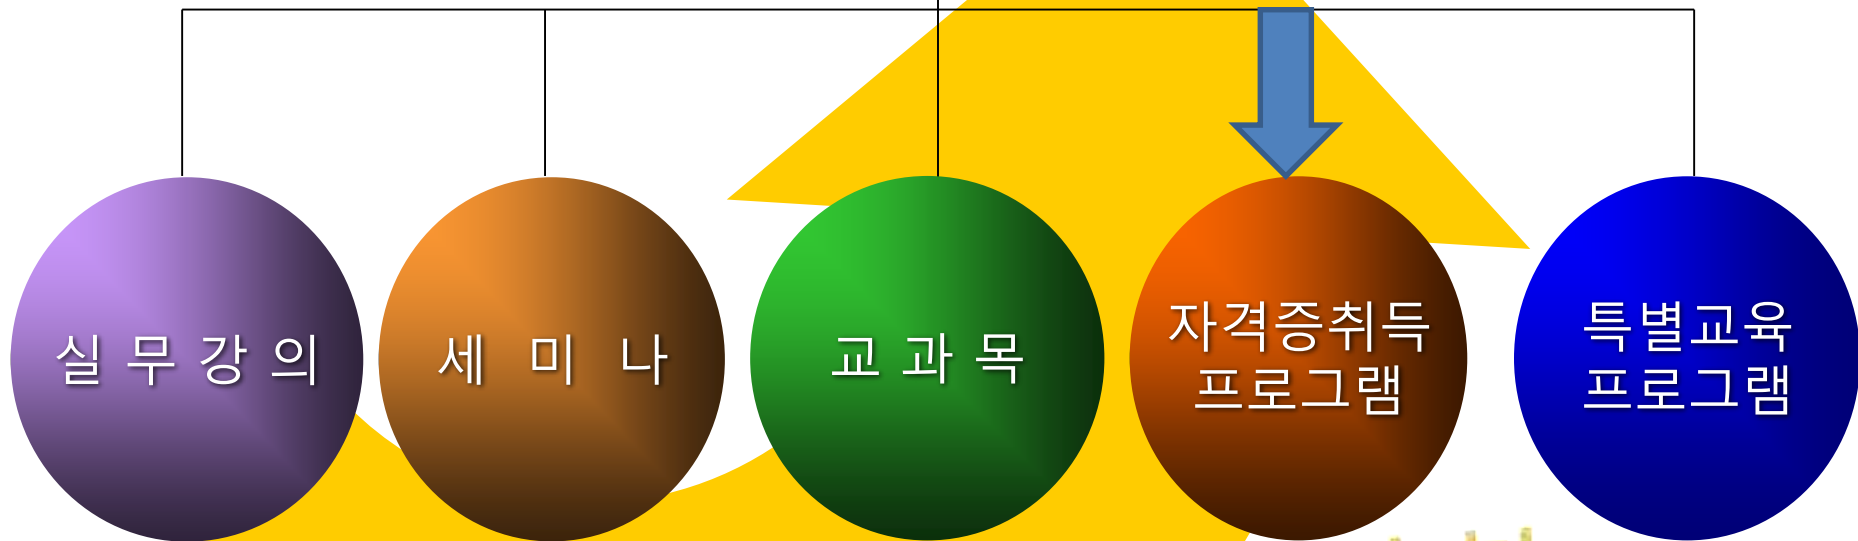 실 무 강 의
세 미 나
교 과 목
자격증취득
프로그램
특별교육
프로그램